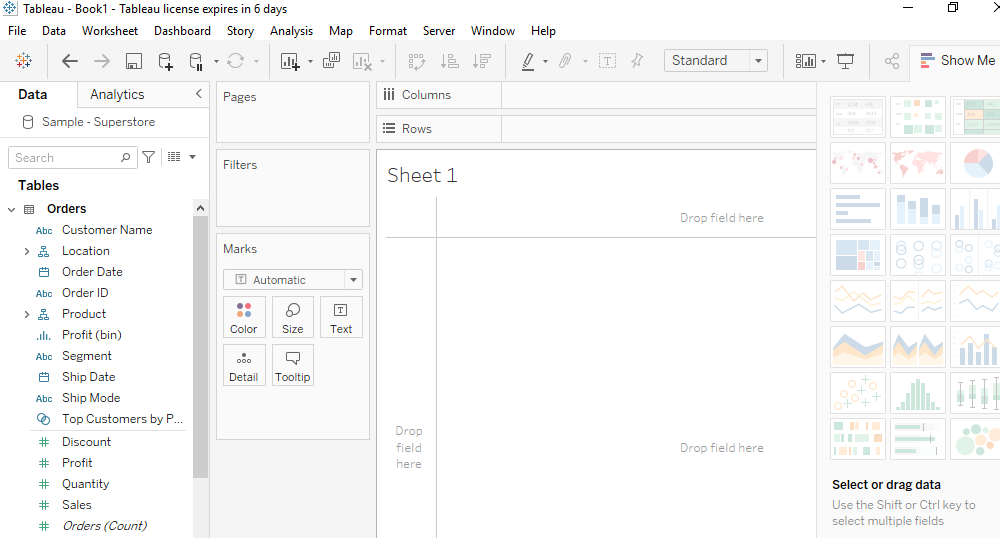 Tableau - Book1 - Tableau license expires in 6 days
File Data Worksheet Dashboard Story Analysis Map Format Server Window Help
Standard
Show Me
Data Analytics
Sample - Superstore
Search
Tables
Orders
Abc Customer Name
Location
Order Date
Abc Order ID
Product
Profit (bin)
Abc Segment
Ship Date
Abc Ship Mode
Top Customers by P...
# Discount
# Profit
# Quantity
# Sales
# Orders (Count)
Pages
Filters
Marks
T Automatic
Color Size T Text
Detail Tooltip
Columns
Rows
Sheet 1
Drop field here
Drop
field
here
Drop field here
Select or drag data
Use the Shift or Ctrl key to
select multiple fields